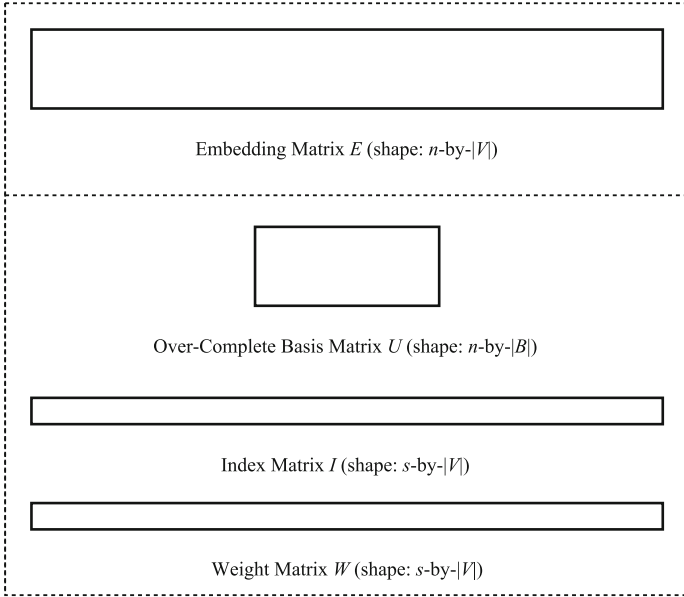 Embedding Matrix E (shape: n-by-|V|)
Over-Complete Basis Matrix U (shape: n-by-|B|)
Index Matrix I (shape: s-by-|V|)
Weight Matrix W (shape: s-by-|V|)